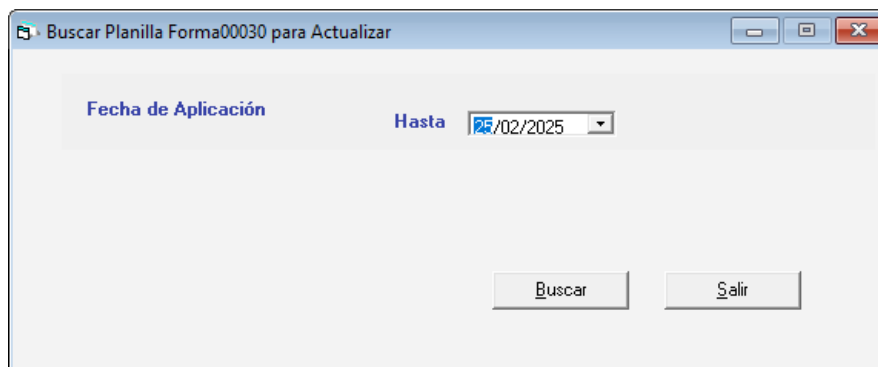 Buscar Planilla Forma00030 para Actualizar
Fecha de Aplicación
Hasta 25/02/2025
Buscar Salir